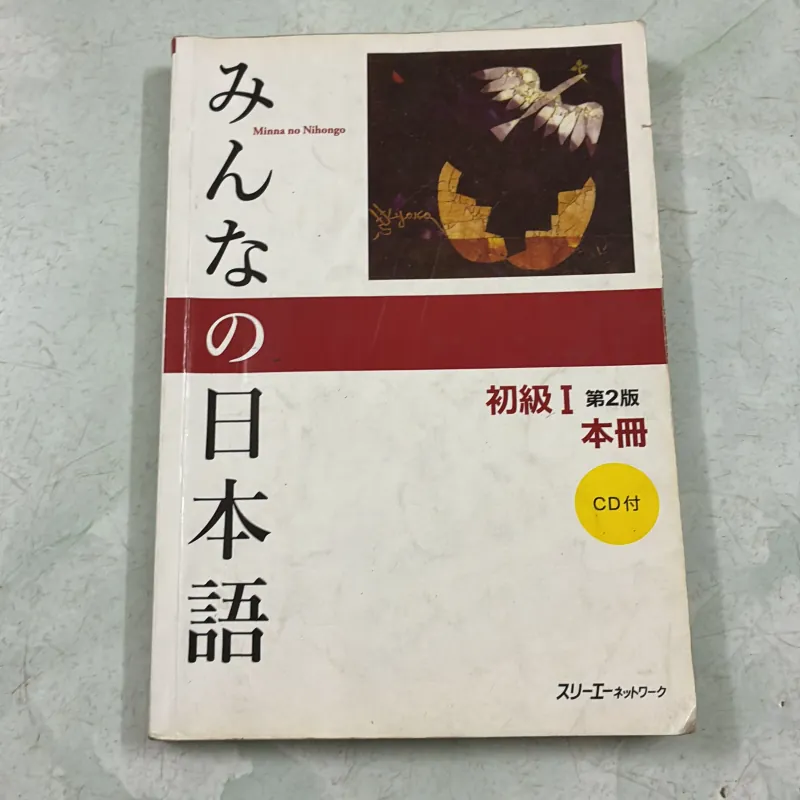 みんなの日本語
Minna no Nihongo
初級Ⅰ 第2版
本冊
CD付
スリーエーネットワーク